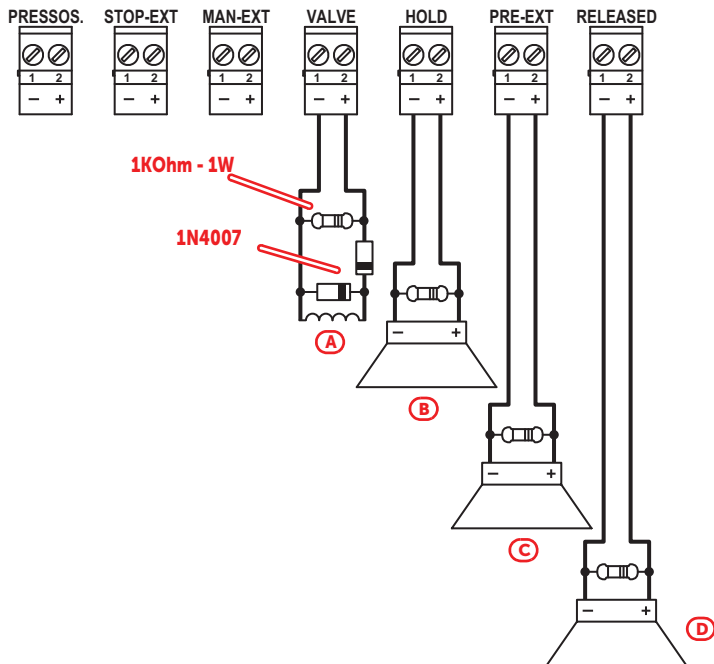 PRESSOS. STOP-EXT MAN-EXT VALVE HOLD PRE-EXT RELEASED
1 2 1 2 1 2 1 2 1 2 1 2 1 2
– + – + – + – + – + – + – +
1KOhm - 1W
1N4007
– +
A
B
– +
C
– +
D